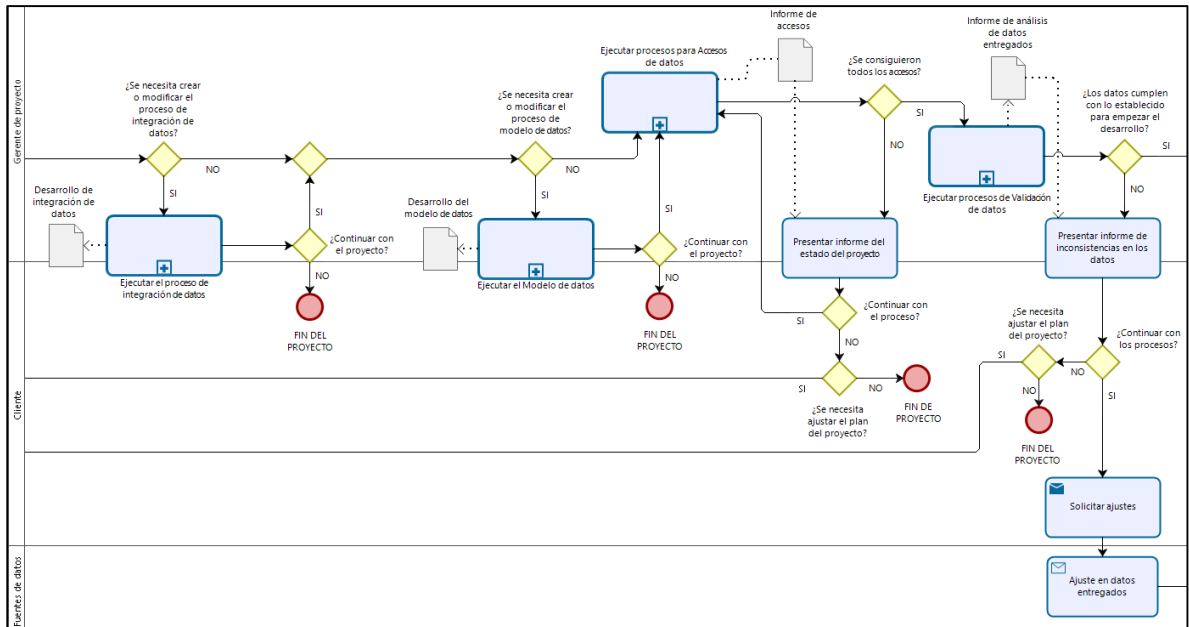 Gerente de proyecto
¿Se necesita crear
o modificar el
proceso de
integración de
datos?
NO
SI
Desarrollo de
integración de
datos
Ejecutar el proceso de
integración de datos
SI
¿Continuar con
el proyecto?
NO
FIN DEL
PROYECTO
¿Se necesita crear
o modificar el
proceso de
modelo de datos?
NO
SI
Desarrollo del
modelo de datos
Ejecutar el Modelo de datos
SI
¿Continuar con
el proyecto?
NO
FIN DEL
PROYECTO
Ejecutar procesos para Accesos
de datos
Informe de
accesos
¿Se consiguieron
todos los accesos?
SI
NO
Presentar informe del
estado del proyecto
¿Continuar con
el proceso?
SI
NO
SI
NO
¿Se necesita
ajustar el plan
del proyecto?
FIN DE
PROYECTO
Informe de análisis
de datos
entregados
Ejecutar procesos de Validación
de datos
¿Los datos cumplen
con lo establecido
para empezar el
desarrollo?
SI
NO
Presentar informe de
inconsistencias en los
datos
¿Continuar con
los procesos?
NO
SI
¿Se necesita
ajustar el plan
del proyecto?
SI
NO
FIN DEL
PROYECTO
Cliente
Solicitar ajustes
Fuentes de datos
Ajuste en datos
entregados